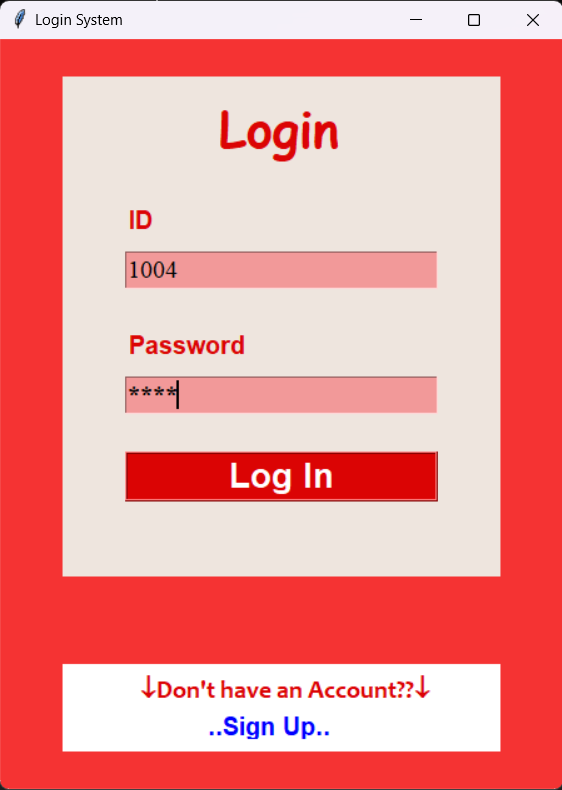 Login System
Login
ID
1004
Password
****
Log In
↓Don't have an Account??↓
..Sign Up..